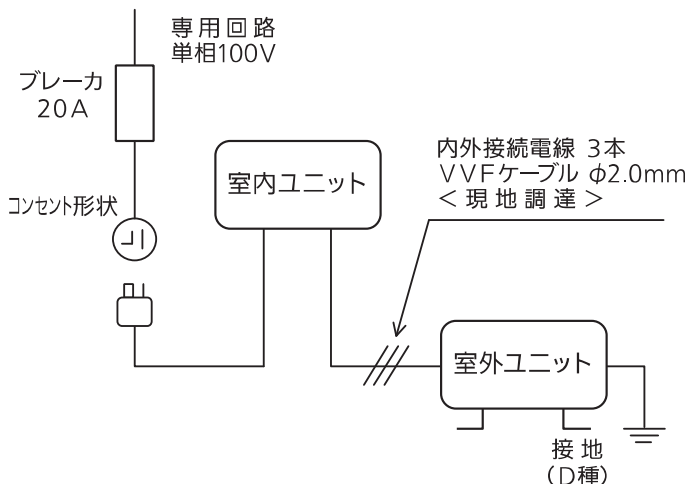 専用回路
単相100V
ブレーカ
20A
コンセント形状
室内ユニット
内外接続電線 3本
VVFケーブル φ2.0mm
<現地調達>
室外ユニット
接地
(D種)